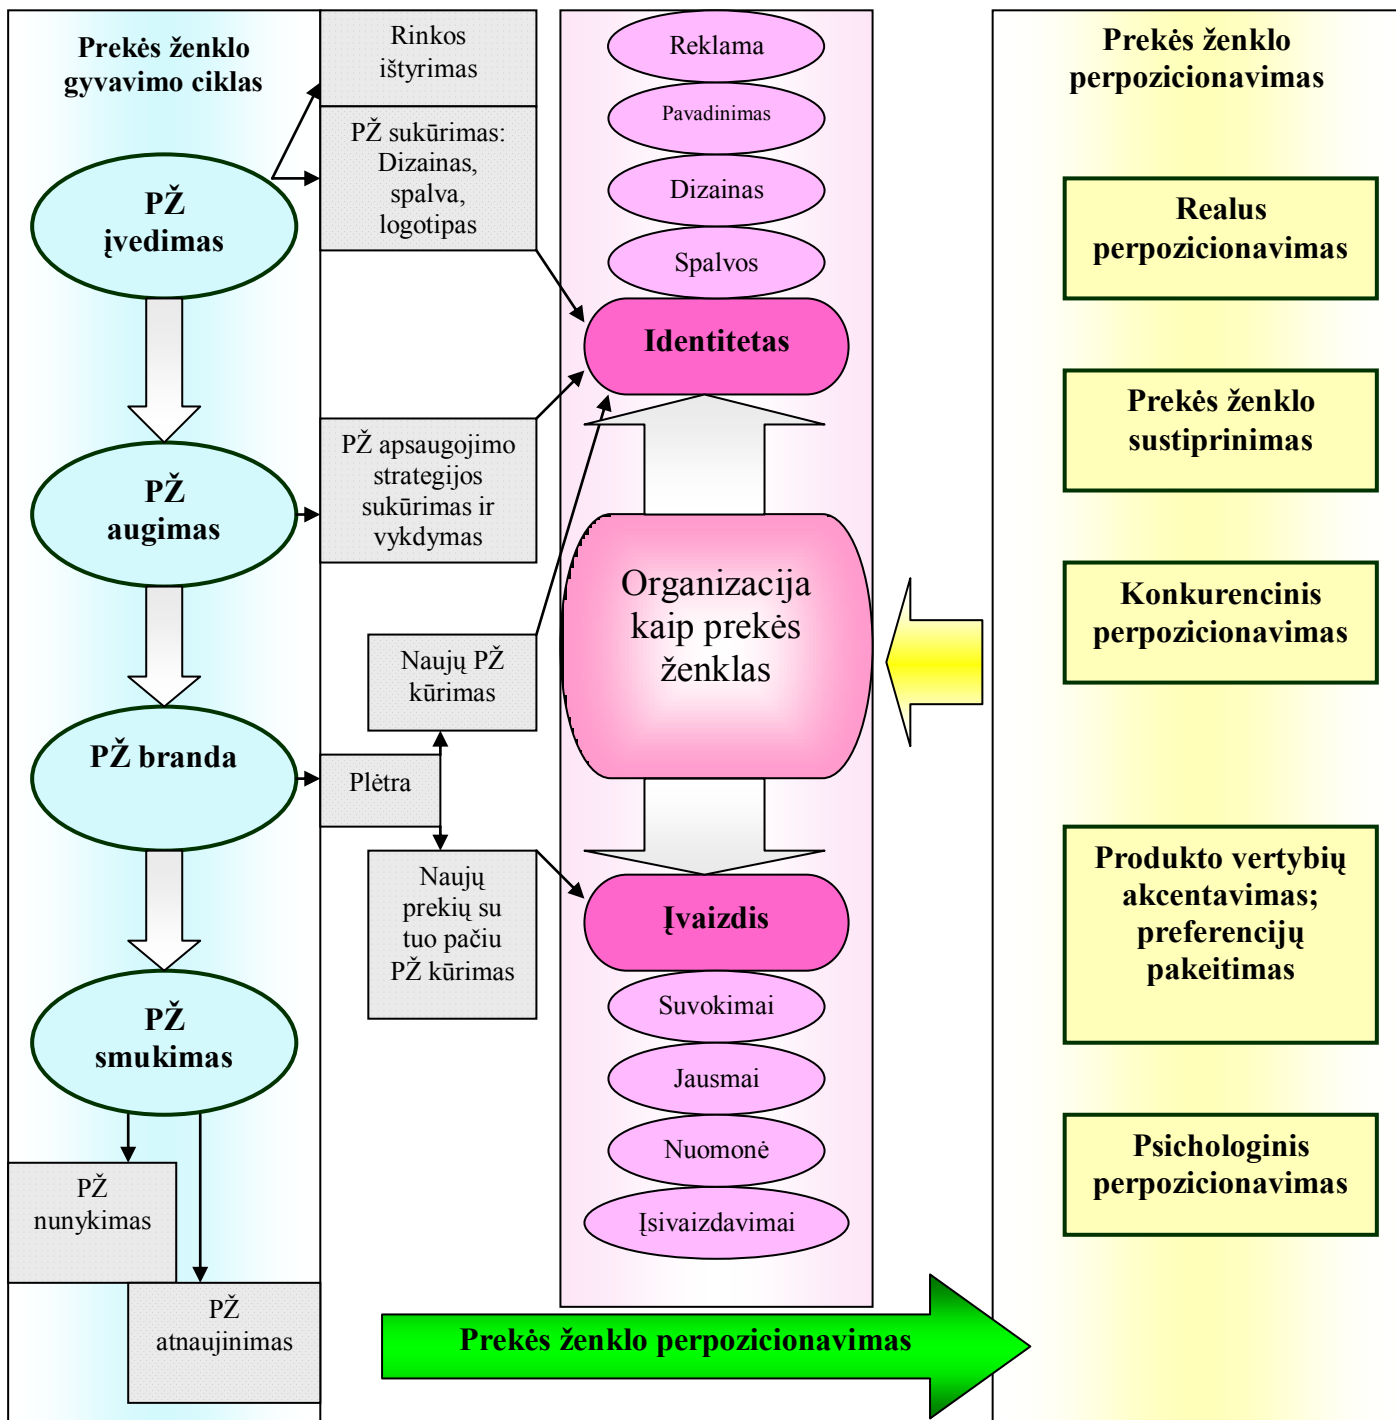 Prekės ženklo
gyvavimo ciklas
PŽ
įvedimas
PŽ
augimas
PŽ branda
PŽ
smukimas
PŽ
nunykimas
PŽ
atnaujinimas
Rinkos
ištyrimas
PŽ sukūrimas:
Dizainas,
spalva,
logotipas
PŽ apsaugojimo
strategijos
sukūrimas ir
vykdymas
Naujų PŽ
kūrimas
Plėtra
Naujų
prekių su
tuo pačiu
PŽ kūrimas
Reklama
Pavadinimas
Dizainas
Spalvos
Identitetas
Organizacija
kaip prekės
ženklas
Įvaizdis
Suvokimai
Jausmai
Nuomonė
Įsivaizdavimai
Prekės ženklo perpozicionavimas
Prekės ženklo
perpozicionavimas
Realus
perpozicionavimas
Prekės ženklo
sustiprinimas
Konkurencinis
perpozicionavimas
Produkto vertybių
akcentavimas;
preferencijų
pakeitimas
Psichologinis
perpozicionavimas